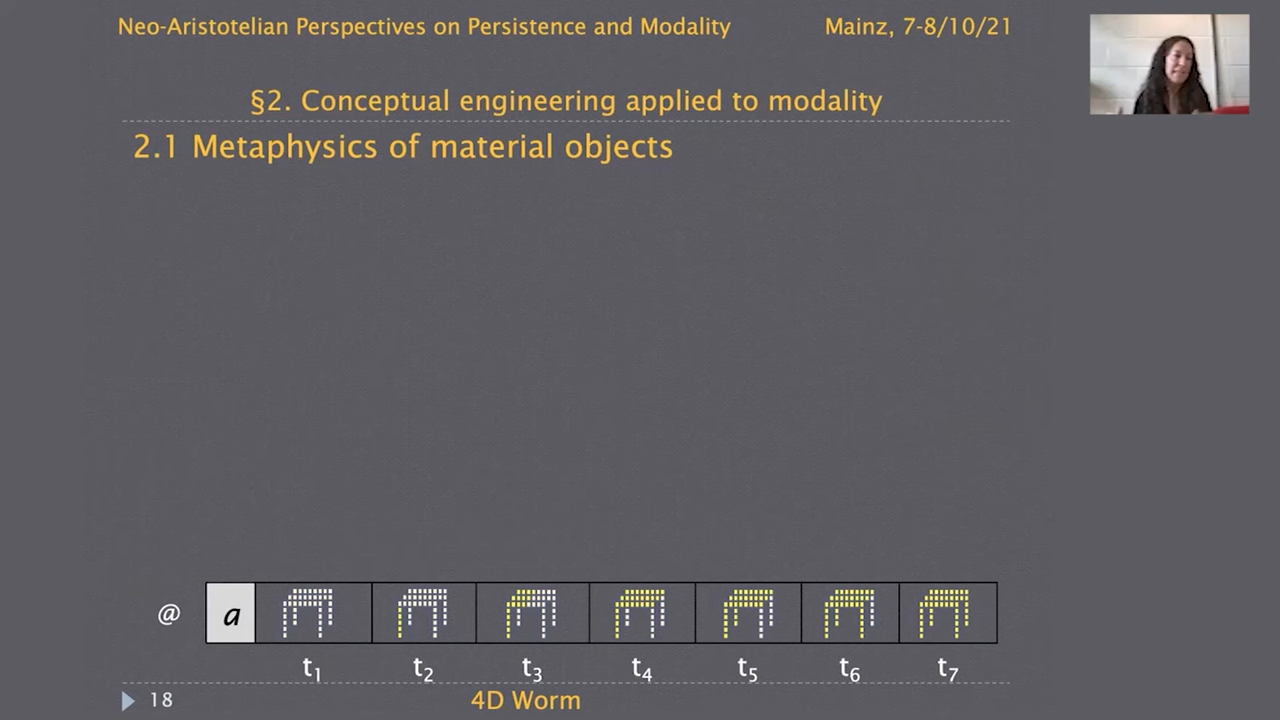 Neo-Aristotelian Perspectives on Persistence and Modality Mainz, 7-8/10/21
§2. Conceptual engineering applied to modality
2.1 Metaphysics of material objects
@ a
t₁ t₂ t₃ t₄ t₅ t₆ t₇
18 4D Worm